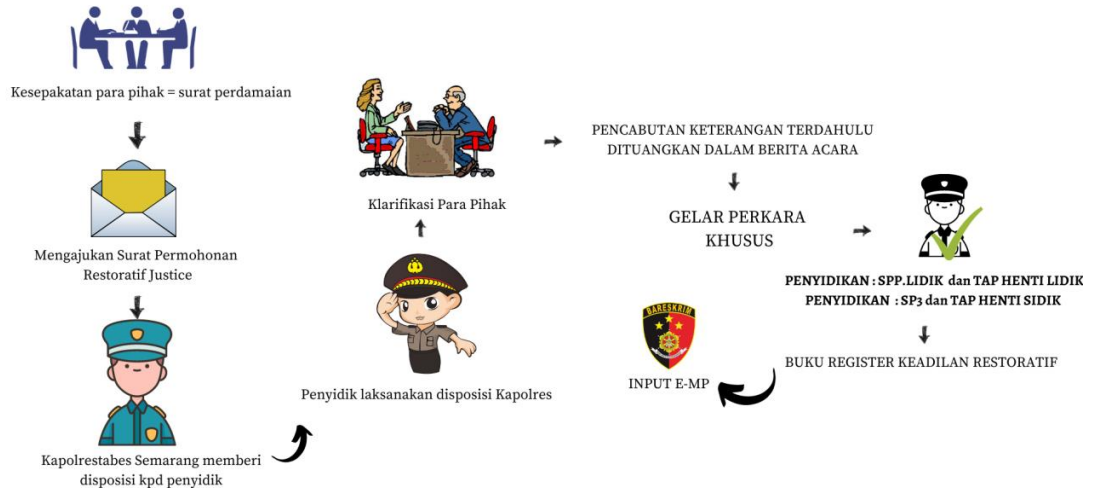 Kesepakatan para pihak = surat perdamaian
Mengajukan Surat Permohonan
Restoratif Justice
Kapolrestabes Semarang memberi
disposisi kpd penyidik
Penyidik laksanakan disposisi Kapolres
Klarifikasi Para Pihak
PENCABUTAN KETERANGAN TERDAHULU
DITUANGKAN DALAM BERITA ACARA
GELAR PERKARA
KHUSUS
PENYIDIKAN : SPP.LIDIK dan TAP HENTI LIDIK
PENYIDIKAN : SP3 dan TAP HENTI SIDIK
BUKU REGISTER KEADILAN RESTORATIF
BARESKRIM
INPUT E-MP